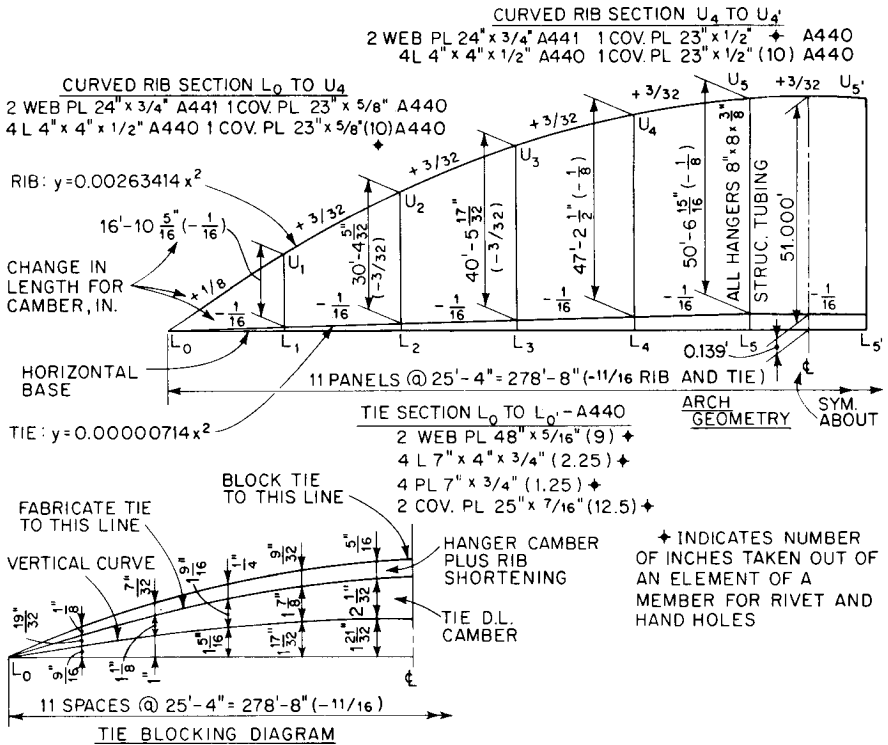 CURVED RIB SECTION U4 TO U4'
2 WEB PL 24" x 3/4" A441 1 COV. PL 23" x 1/2" ✦ A440
4 L 4" x 4" x 1/2" A440 1 COV. PL 23" x 1/2" (10) A440
CURVED RIB SECTION L0 TO U4
2 WEB PL 24" x 3/4" A441 1 COV. PL 23" x 5/8" A440
4 L 4" x 4" x 1/2" A440 1 COV. PL 23" x 5/8" (10) A440
✦
RIB: y=0.00263414 x²
16'-10 5/16" (-1/16)
CHANGE IN
LENGTH FOR
CAMBER, IN.
+1/8
+3/32
+3/32
+3/32
+3/32
+3/32
U1
U2
U3
U4
U5
U5'
30'-4 5/32"
(-3/32)
40'-5 17/32"
(-3/32)
47'-2 1/2" (-1/8)
50'-6 15/16" (-1/8)
ALL HANGERS 8" x 8 x 3/8"
STRUC. TUBING
51.000'
-1/16
-1/16
-1/16
-1/16
-1/16
-1/16
L0
L1
L2
L3
L4
L5
L5'
0.139'
HORIZONTAL
BASE
11 PANELS @ 25'-4" = 278'-8" (-11/16 RIB AND TIE)
TIE: y=0.00000714 x²
ARCH
GEOMETRY
℄
SYM.
ABOUT
TIE SECTION L0 TO L0' - A440
2 WEB PL 48" x 5/16" (9) ✦
4 L 7" x 4" x 3/4" (2.25) ✦
4 PL 7" x 3/4" (1.25) ✦
2 COV. PL 25" x 7/16" (12.5) ✦
BLOCK TIE
TO THIS LINE
FABRICATE TIE
TO THIS LINE
VERTICAL CURVE
HANGER CAMBER
PLUS RIB
SHORTENING
TIE D.L.
CAMBER
19/32
1/8"
7/32"
1 9/16"
1/4"
9/32"
5/16"
9/16"
1 1/8"
1"
1 5/16"
1 7/8"
1 17/32"
2 1/32"
1 21/32"
L0
℄
11 SPACES @ 25'-4" = 278'-8" (-11/16)
TIE BLOCKING DIAGRAM
✦ INDICATES NUMBER
OF INCHES TAKEN OUT OF
AN ELEMENT OF A
MEMBER FOR RIVET AND
HAND HOLES